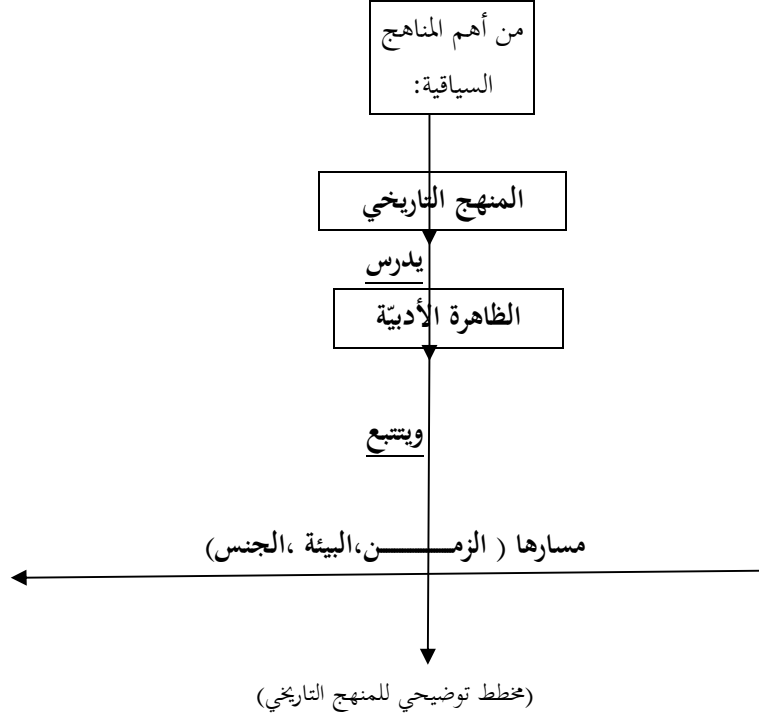 من أهم المناهج
السياقية:
المنهج التاريخي
يدرس
الظاهرة الأدبيّة
ويتتبع
مسارها ( الزمـــــــن،البيئة ،الجنس)
(مخطط توضيحي للمنهج التاريخي)